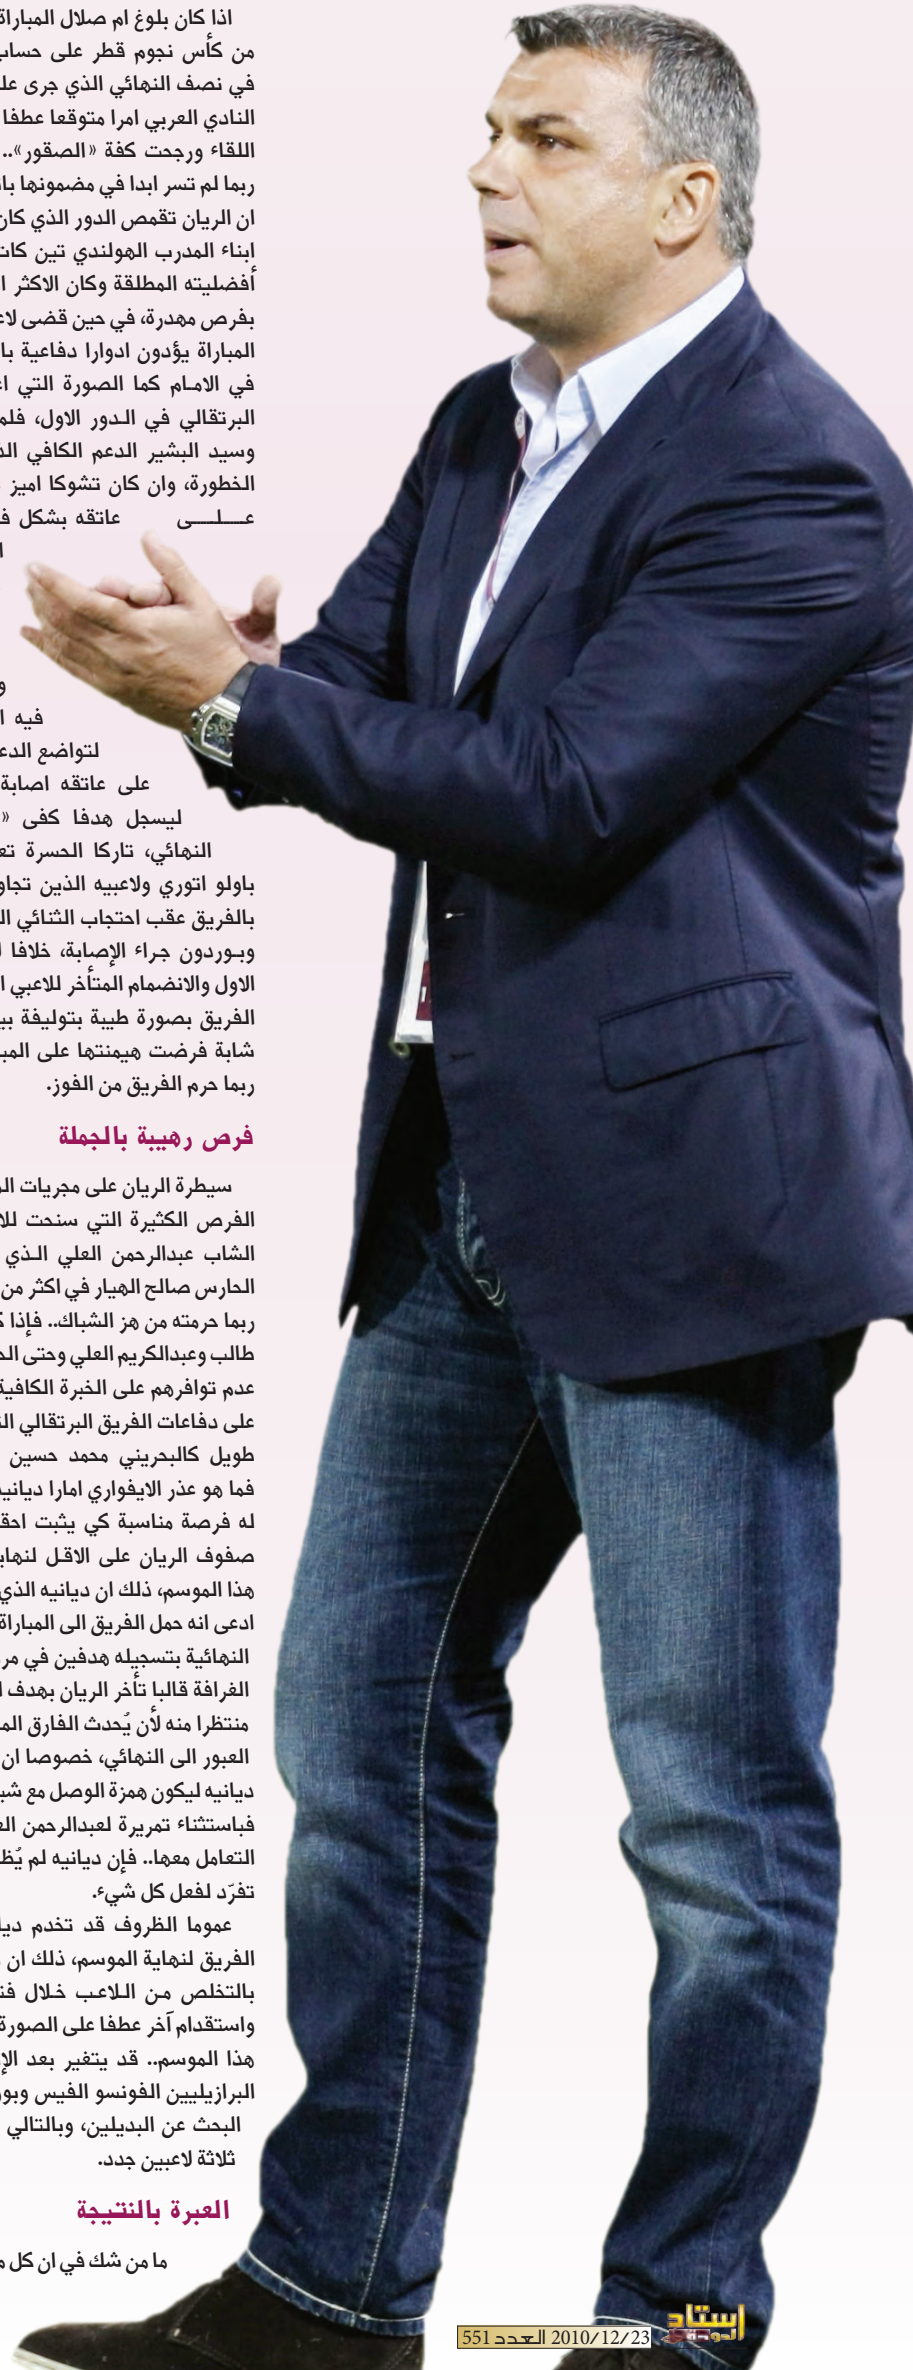 اذا كان بلوغ ام صلال المباراة
من كأس نجوم قطر على حساب
في نصف النهائي الذي جرى عل
النادي العربي امرا متوقعا عطفا
اللقاء ورجحت كفة «الصقور»..
ربما لم تسر ابدا في مضمونها بات
ان الريان تقمص الدور الذي كان
ابناء المدرب الهولندي تين كات
أفضليته المطلقة وكان الاكثر ا
بفرص مهدرة، في حين قضى لاع
المباراة يؤدون ادوارا دفاعية با
في الامام كما الصورة التي اع
البرتقالي في الدور الاول، فلم
وسيد البشير الدعم الكافي الذ
الخطورة، وان كان تشوكا اميز
عـلـى عاتقه بشكل ف
ا
و
فيه ا
لتواضع الدع
على عاتقه اصابة
ليسجل هدفا كفى «
النهائي، تاركا الحسرة تع
باولو اتوري ولاعبيه الذين تجاو
بالفريق عقب احتجاب الثنائي ال
وبوردون جراء الإصابة، خلافا ل
الاول والانضمام المتأخر للاعبي ا
الفريق بصورة طيبة بتوليفة بي
شابة فرضت هيمنتها على المب
ربما حرم الفريق من الفوز.
فرص رهيبة بالجملة
سيطرة الريان على مجريات ال
الفرص الكثيرة التي سنحت للا
الشاب عبدالرحمن العلي الذي
الحارس صالح الهيار في اكثر من
ربما حرمته من هز الشباك.. فإذا ك
طالب وعبدالكريم العلي وحتى الح
عدم توافرهم على الخبرة الكافية
على دفاعات الفريق البرتقالي الذ
طويل كالبحريني محمد حسين
فما هو عذر الايفواري امارا ديانيه
له فرصة مناسبة كي يثبت احق
صفوف الريان على الاقل لنهاي
هذا الموسم، ذلك ان ديانيه الذي
ادعى انه حمل الفريق الى المباراة
النهائية بتسجيله هدفين في مر
الغرافة قالبا تأخر الريان بهدف ا
منتظرا منه لأن يُحدث الفارق الم
العبور الى النهائي، خصوصا ان
ديانيه ليكون همزة الوصل مع شب
فباستثناء تمريرة لعبدالرحمن الع
التعامل معها.. فإن ديانيه لم يُظ
تفرّد لفعل كل شيء.
عموما الظروف قد تخدم ديا
الفريق لنهاية الموسم، ذلك ان
بالتخلص من اللاعب خلال فت
واستقدام آخر عطفا على الصورة
هذا الموسم.. قد يتغير بعد الإ
البرازيليين الفونسو الفيس وبور
البحث عن البديلين، وبالتالي
ثلاثة لاعبين جدد.
العبرة بالنتيجة
ما من شك في ان كل م
استاد الدوحة
2010/12/23 العدد 551